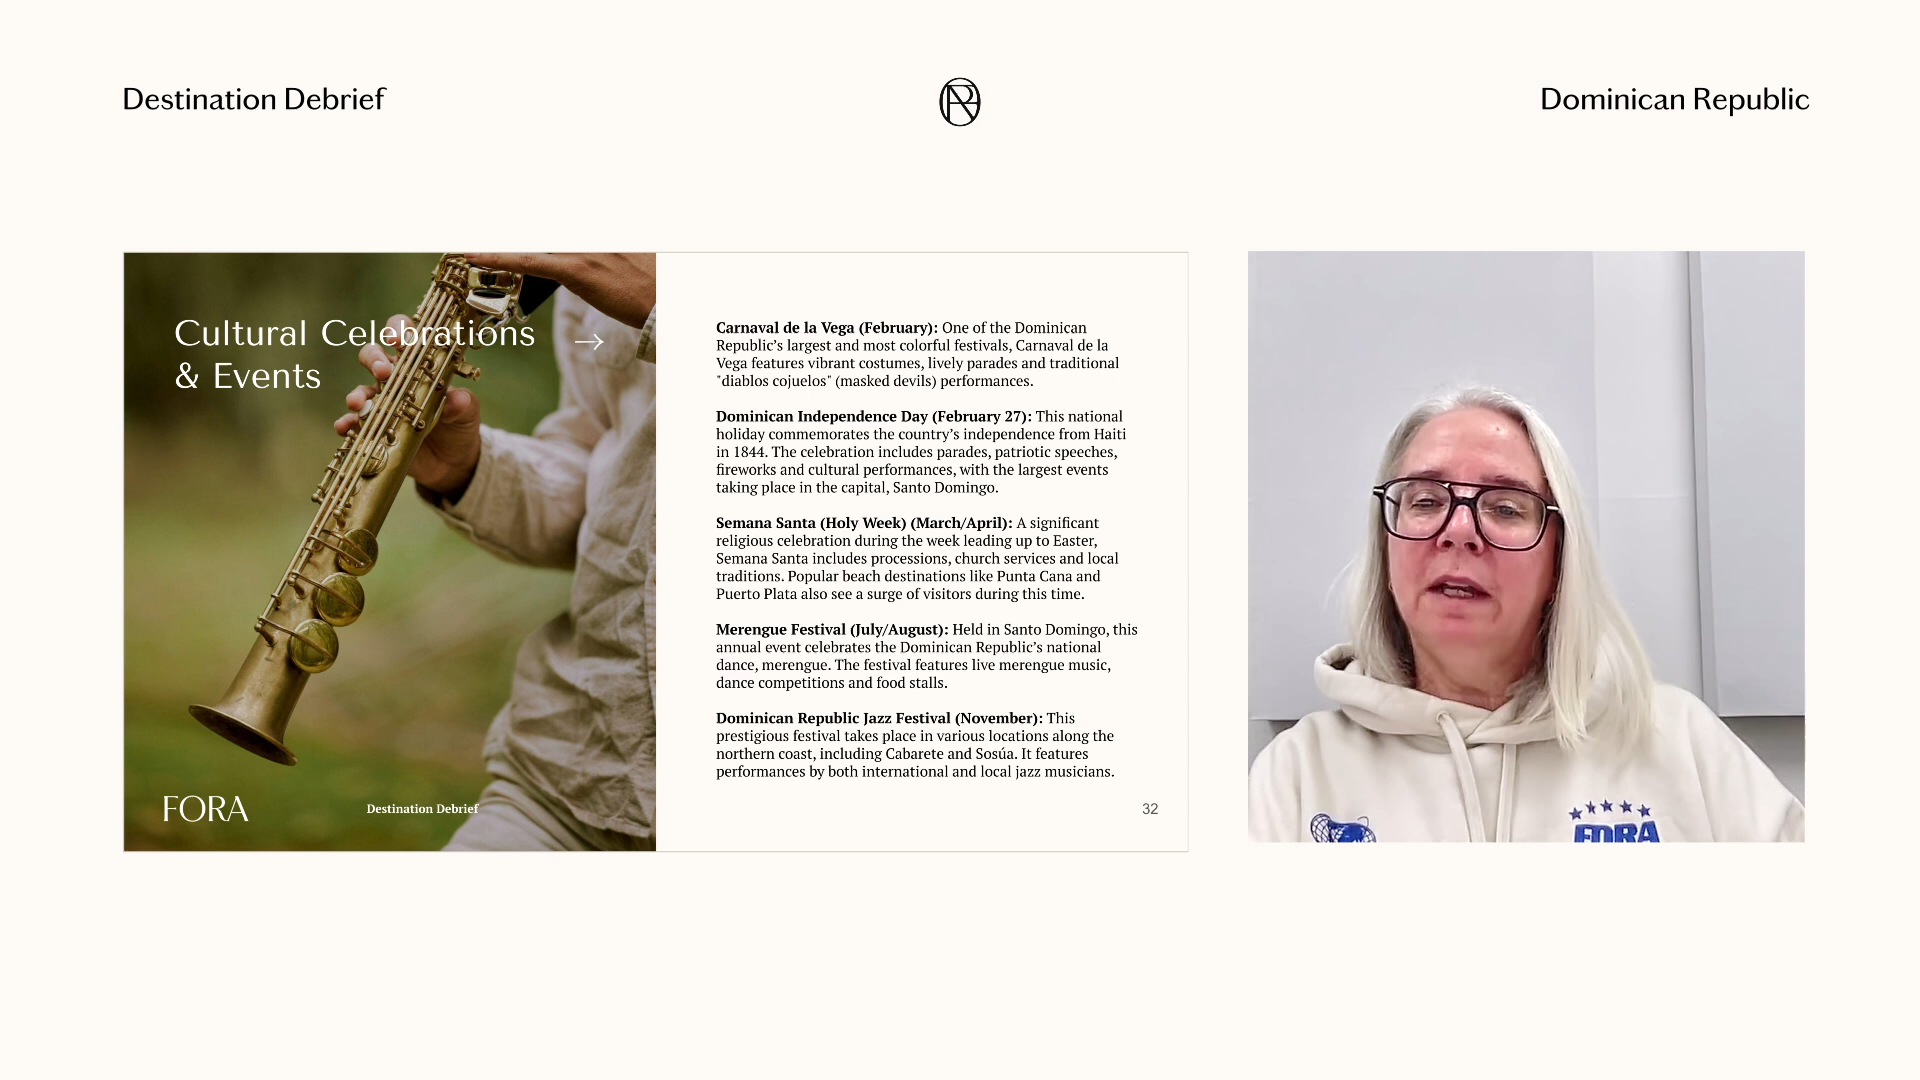 Destination Debrief
Dominican Republic
Cultural Celebrations
& Events
FORA
Destination Debrief
Carnaval de la Vega (February): One of the Dominican
Republic’s largest and most colorful festivals, Carnaval de la
Vega features vibrant costumes, lively parades and traditional
"diablos cojuelos" (masked devils) performances.
Dominican Independence Day (February 27): This national
holiday commemorates the country’s independence from Haiti
in 1844. The celebration includes parades, patriotic speeches,
fireworks and cultural performances, with the largest events
taking place in the capital, Santo Domingo.
Semana Santa (Holy Week) (March/April): A significant
religious celebration during the week leading up to Easter,
Semana Santa includes processions, church services and local
traditions. Popular beach destinations like Punta Cana and
Puerto Plata also see a surge of visitors during this time.
Merengue Festival (July/August): Held in Santo Domingo, this
annual event celebrates the Dominican Republic’s national
dance, merengue. The festival features live merengue music,
dance competitions and food stalls.
Dominican Republic Jazz Festival (November): This
prestigious festival takes place in various locations along the
northern coast, including Cabarete and Sosúa. It features
performances by both international and local jazz musicians.
32
FORA